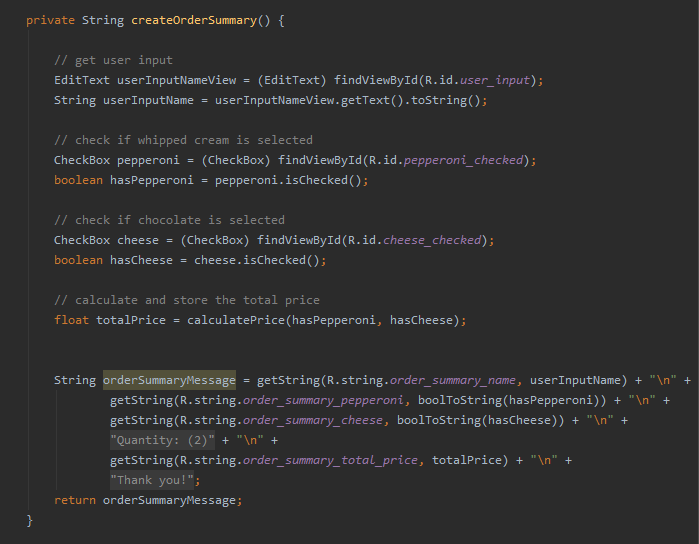 private String createOrderSummary() {
// get user input
EditText userInputNameView = (EditText) findViewById(R.id.user_input);
String userInputName = userInputNameView.getText().toString();
// check if whipped cream is selected
CheckBox pepperoni = (CheckBox) findViewById(R.id.pepperoni_checked);
boolean hasPepperoni = pepperoni.isChecked();
// check if chocolate is selected
CheckBox cheese = (CheckBox) findViewById(R.id.cheese_checked);
boolean hasCheese = cheese.isChecked();
// calculate and store the total price
float totalPrice = calculatePrice(hasPepperoni, hasCheese);
String orderSummaryMessage = getString(R.string.order_summary_name, userInputName) + "\n" +
getString(R.string.order_summary_pepperoni, boolToString(hasPepperoni)) + "\n" +
getString(R.string.order_summary_cheese, boolToString(hasCheese)) + "\n" +
"Quantity: (2)" + "\n" +
getString(R.string.order_summary_total_price, totalPrice) + "\n" +
"Thank you!";
return orderSummaryMessage;
}